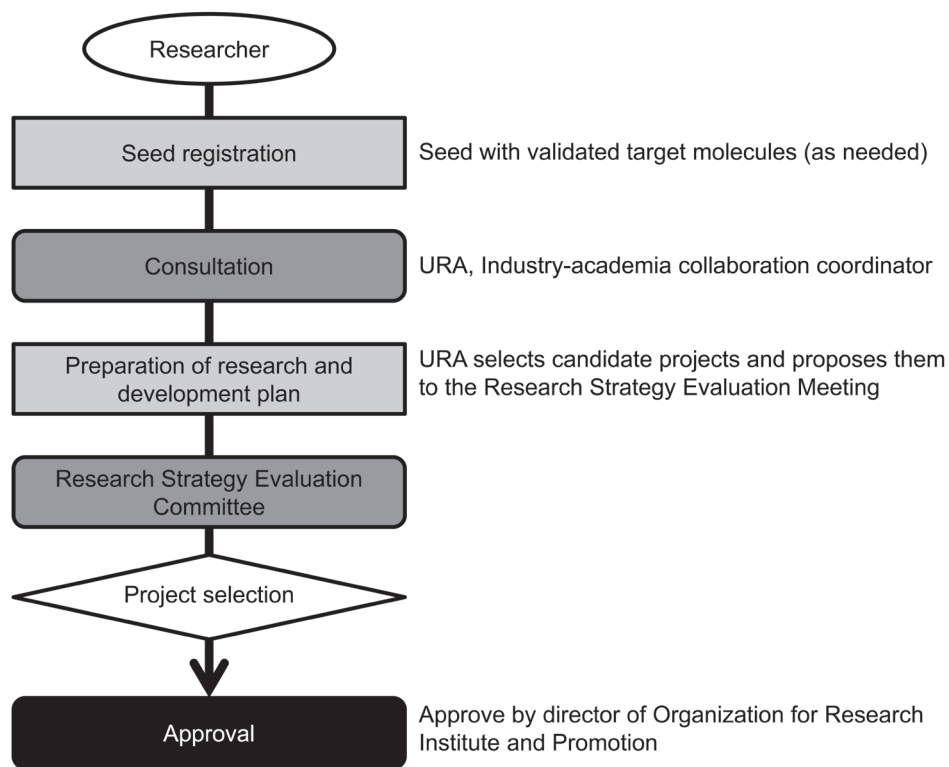 Researcher
Seed registration
Seed with validated target molecules (as needed)
Consultation
URA, Industry-academia collaboration coordinator
Preparation of research and
development plan
URA selects candidate projects and proposes them
to the Research Strategy Evaluation Meeting
Research Strategy Evaluation
Committee
Project selection
Approval
Approve by director of Organization for Research
Institute and Promotion